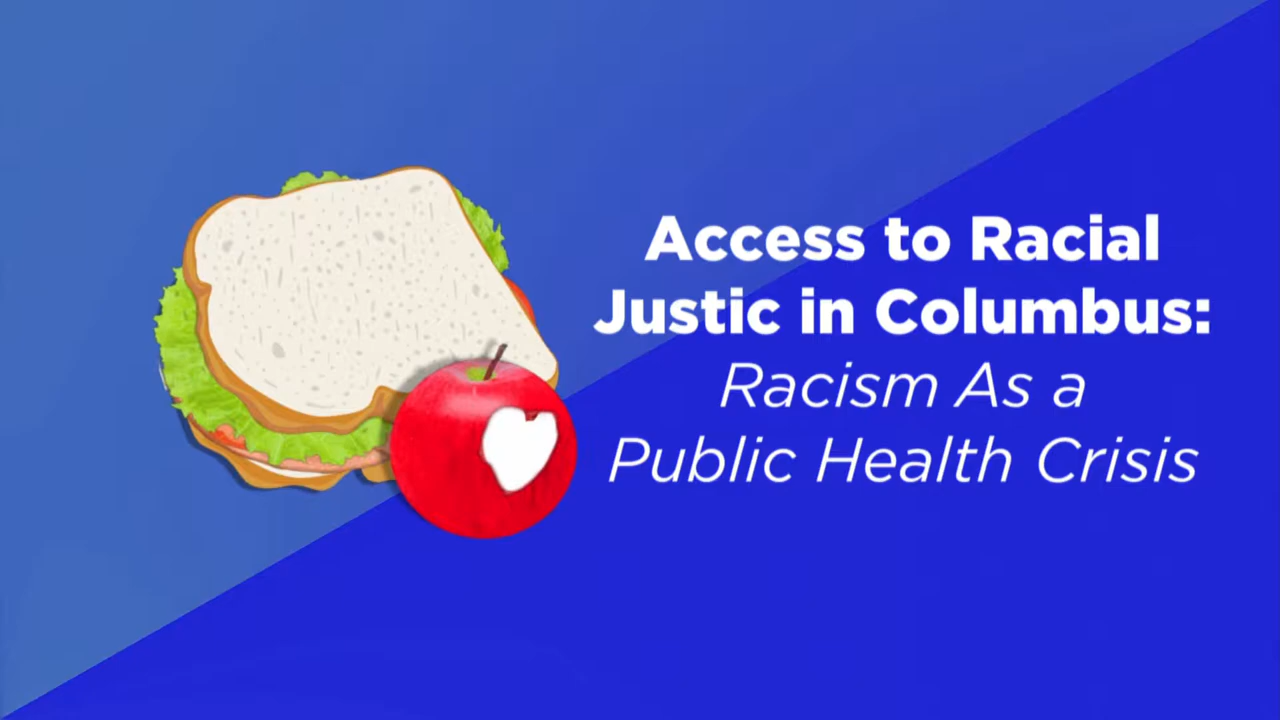 Access to Racial
Justic in Columbus:
Racism As a
Public Health Crisis